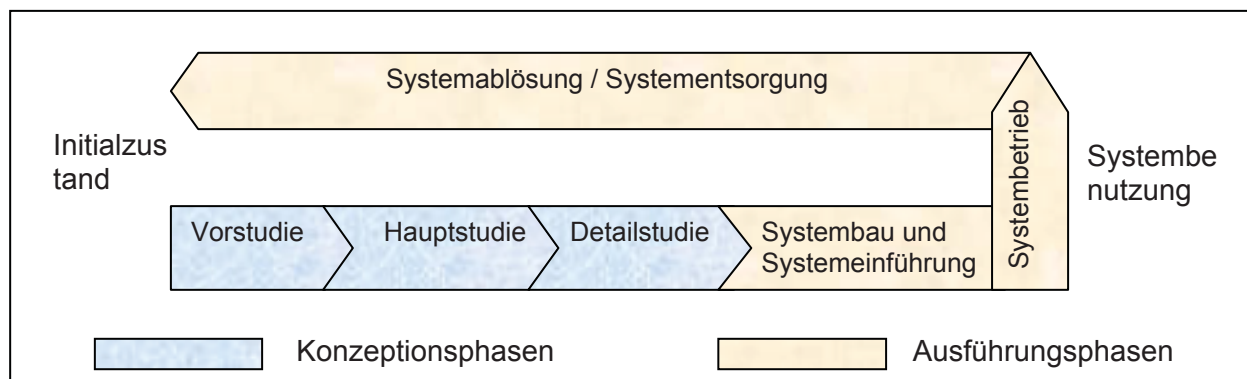 Systemablösung / Systementsorgung
Initialzus
tand
Systembetrieb
Systembe
nutzung
Vorstudie
Hauptstudie
Detailstudie
Systembau und
Systemeinführung
Konzeptionsphasen
Ausführungsphasen